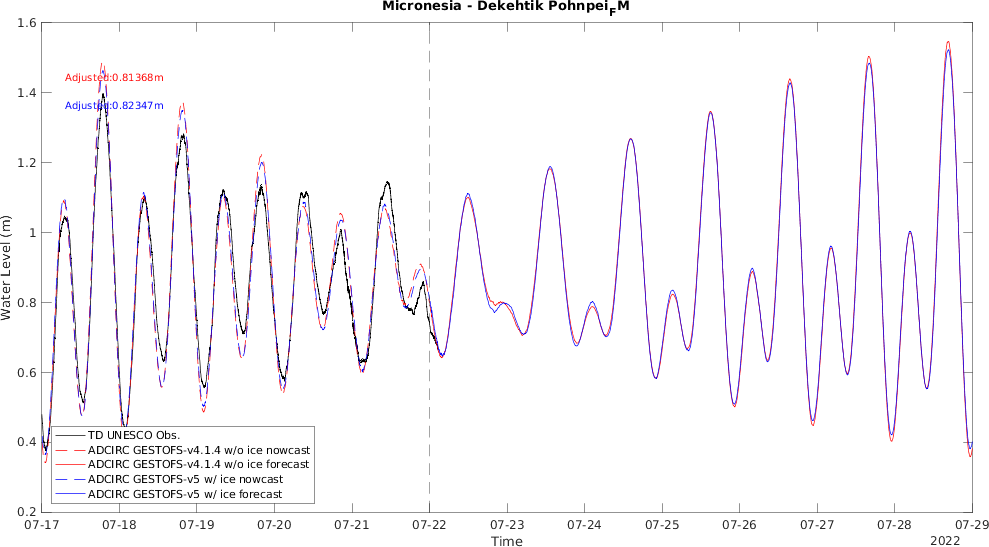 Micronesia - Dekehtik Pohnpei_FM
Water Level (m)
1.6
1.4
1.2
1
0.8
0.6
0.4
0.2
Adjusted:0.81368m
Adjusted:0.82347m
TD UNESCO Obs.
ADCIRC GESTOFS-v4.1.4 w/o ice nowcast
ADCIRC GESTOFS-v4.1.4 w/o ice forecast
ADCIRC GESTOFS-v5 w/ ice nowcast
ADCIRC GESTOFS-v5 w/ ice forecast
07-17 07-18 07-19 07-20 07-21 07-22 07-23 07-24 07-25 07-26 07-27 07-28 07-29
Time
2022